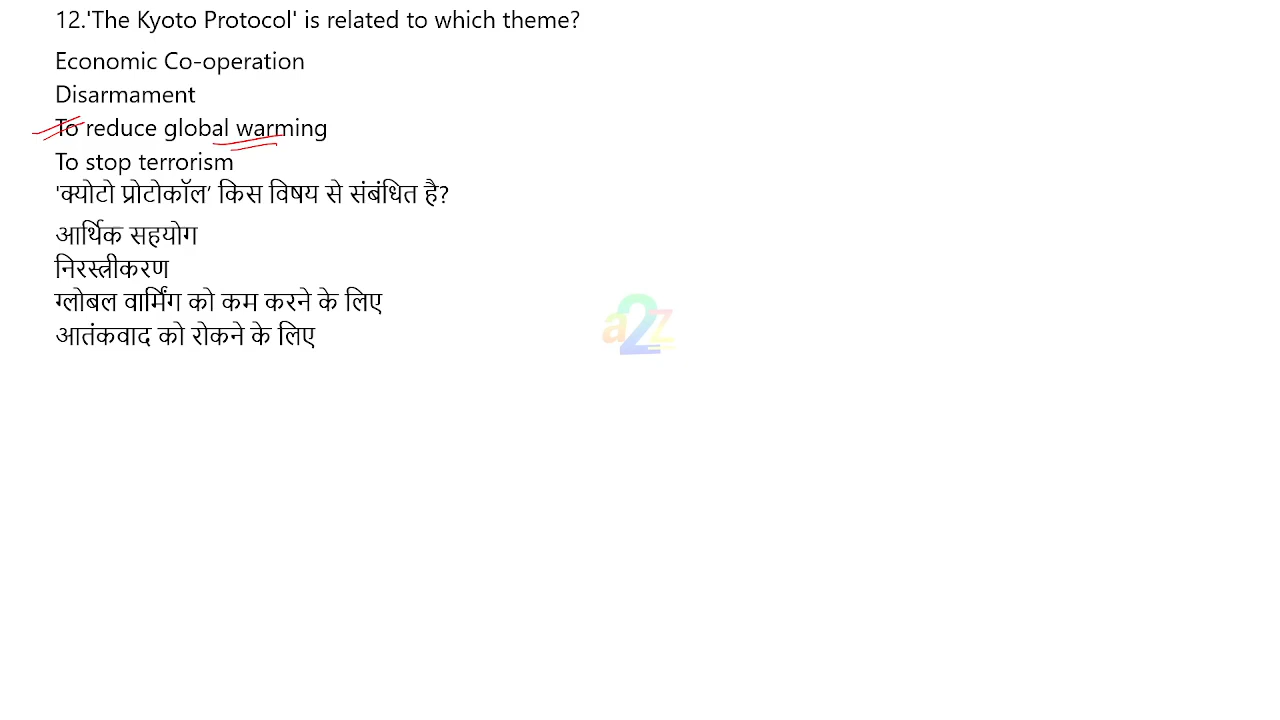 12.'The Kyoto Protocol' is related to which theme?
Economic Co-operation
Disarmament
To reduce global warming
To stop terrorism
'क्योटो प्रोटोकॉल’ किस विषय से संबंधित है?
आर्थिक सहयोग
निरस्त्रीकरण
ग्लोबल वार्मिंग को कम करने के लिए
आतंकवाद को रोकने के लिए
a2z